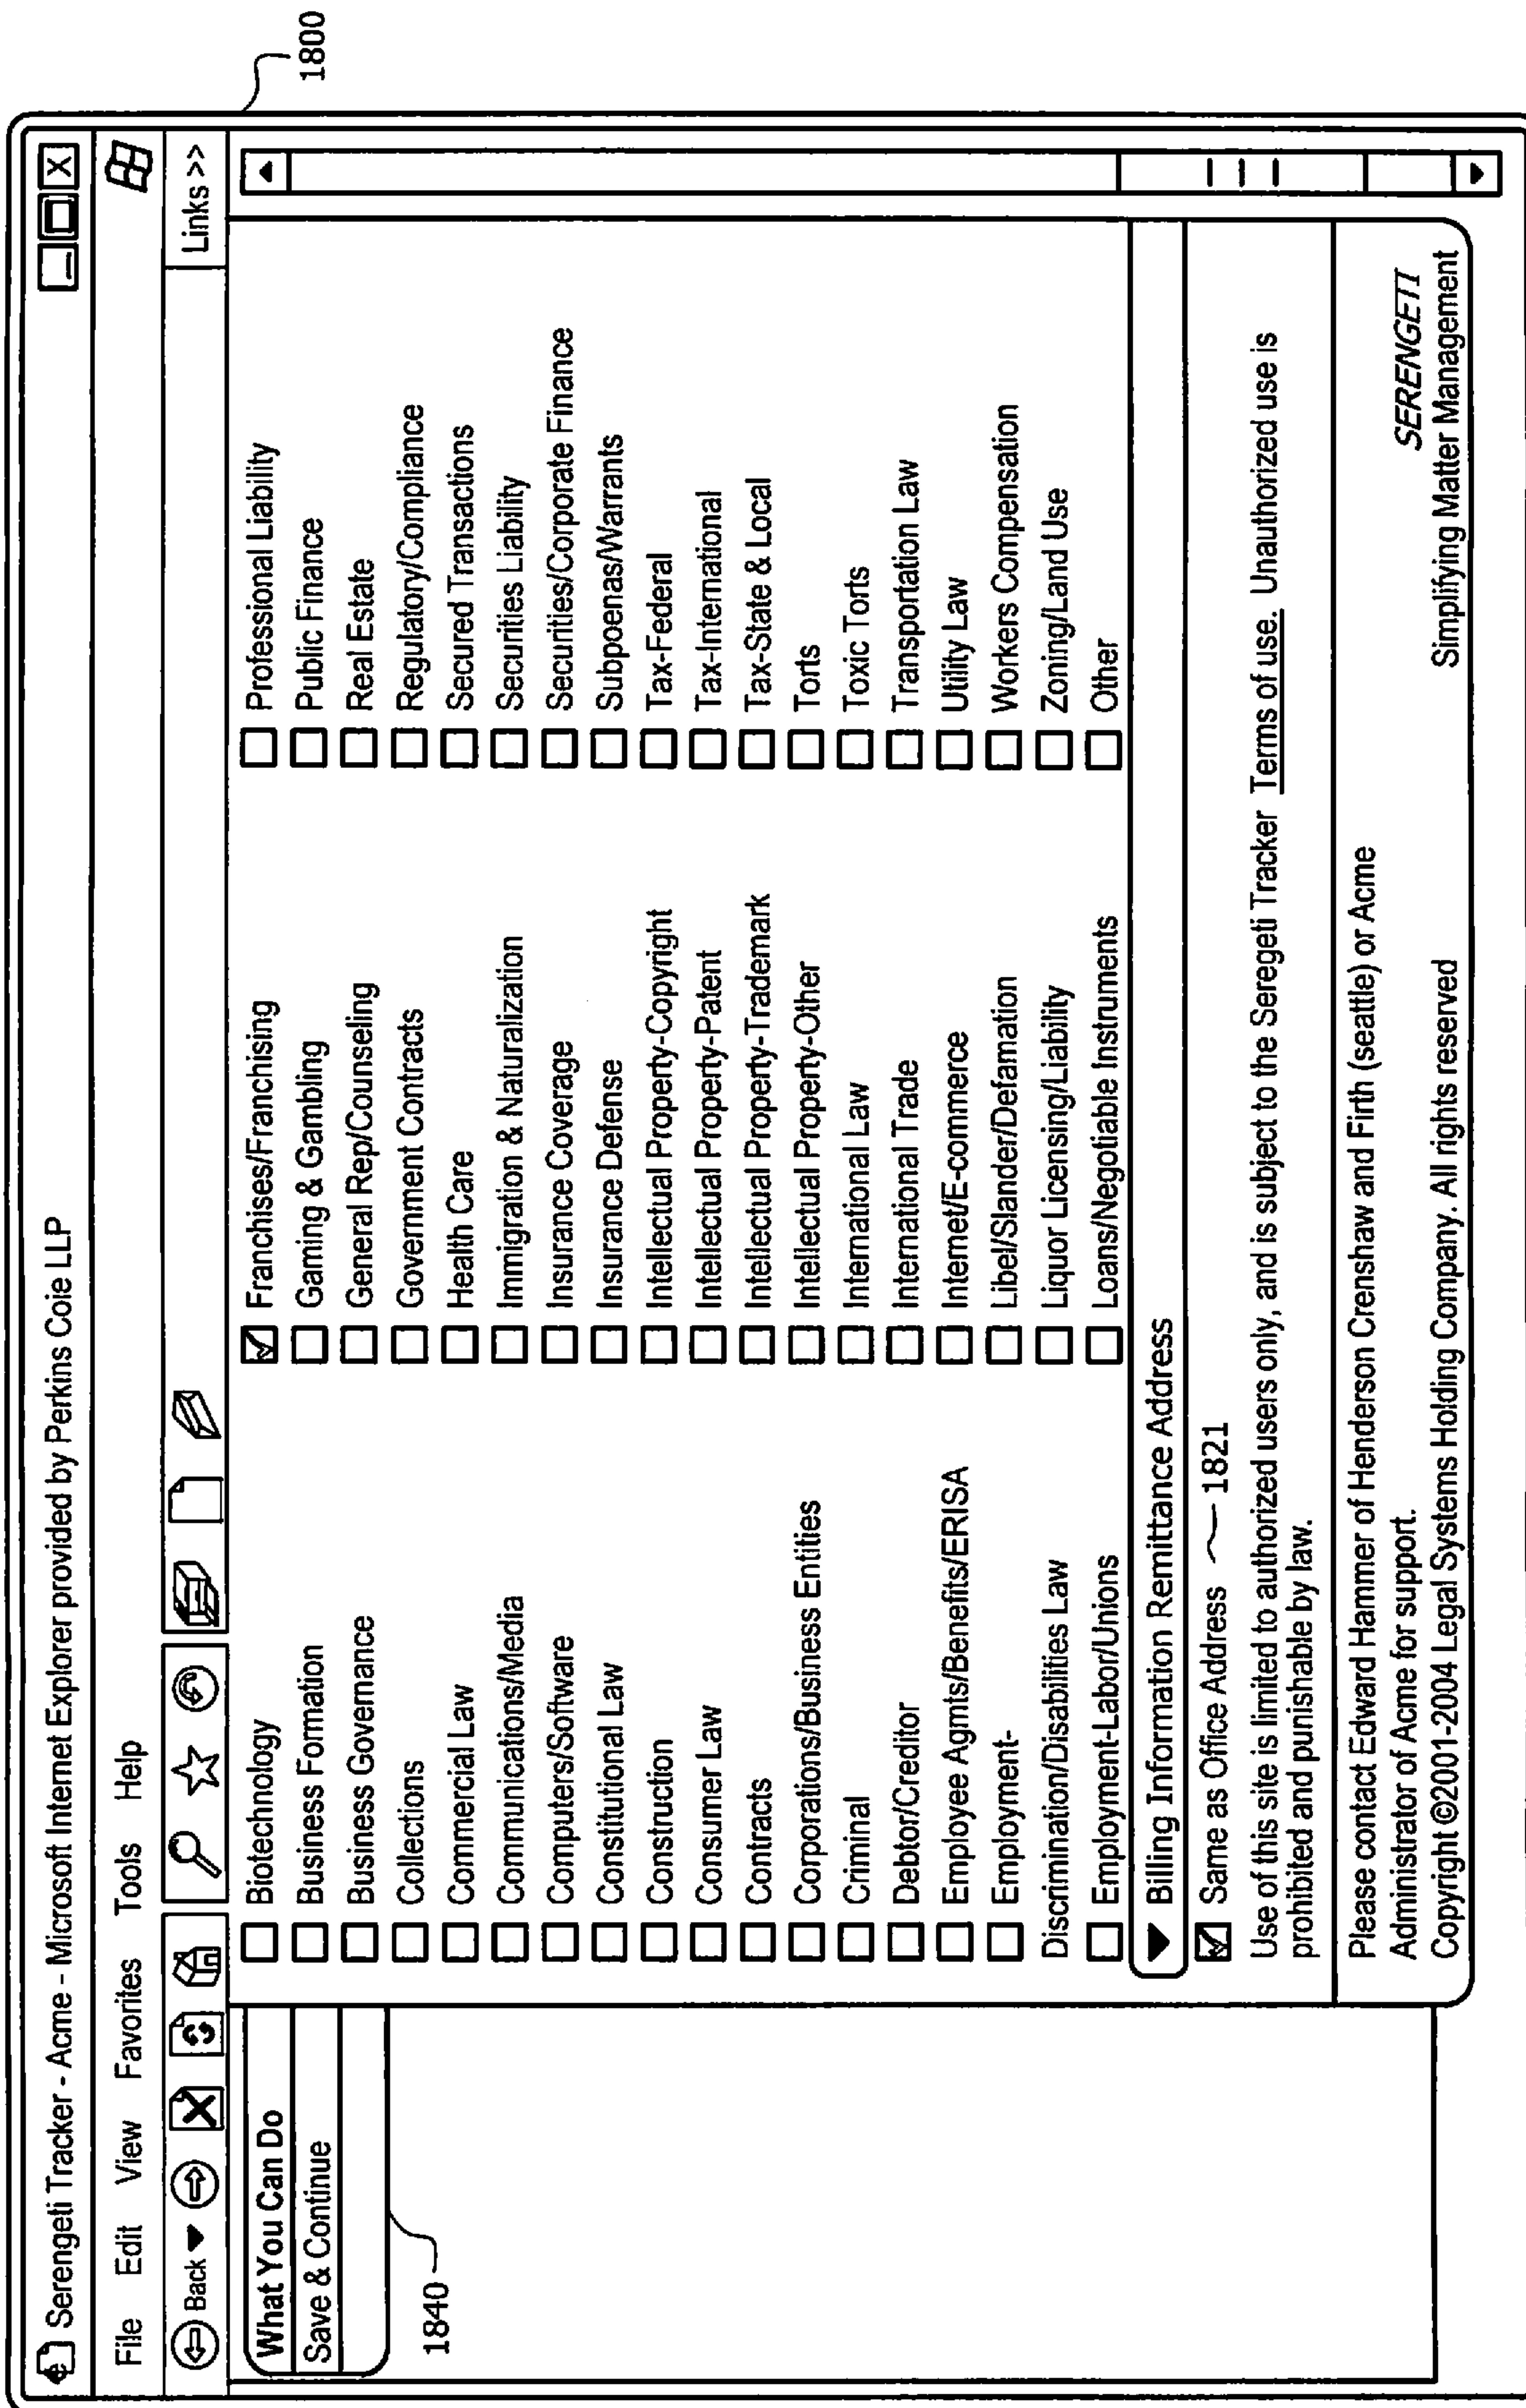 Serengeti Tracker - Acme - Microsoft Internet Explorer provided by Perkins Coie LLP
File Edit View Favorites Tools Help
Back
Links >>
1800
What You Can Do
Save & Continue
1840
Biotechnology
Business Formation
Business Governance
Collections
Commercial Law
Communications/Media
Computers/Software
Constitutional Law
Construction
Consumer Law
Contracts
Corporations/Business Entities
Criminal
Debtor/Creditor
Employee Agmts/Benefits/ERISA
Employment-
Discrimination/Disabilities Law
Employment-Labor/Unions
Franchises/Franchising
Gaming & Gambling
General Rep/Counseling
Government Contracts
Health Care
Immigration & Naturalization
Insurance Coverage
Insurance Defense
Intellectual Property-Copyright
Intellectual Property-Patent
Intellectual Property-Trademark
Intellectual Property-Other
International Law
International Trade
Internet/E-commerce
Libel/Slander/Defamation
Liquor Licensing/Liability
Loans/Negotiable Instruments
Professional Liability
Public Finance
Real Estate
Regulatory/Compliance
Secured Transactions
Securities Liability
Securities/Corporate Finance
Subpoenas/Warrants
Tax-Federal
Tax-International
Tax-State & Local
Torts
Toxic Torts
Transportation Law
Utility Law
Workers Compensation
Zoning/Land Use
Other
Billing Information Remittance Address
Same as Office Address 1821
Use of this site is limited to authorized users only, and is subject to the Seregeti Tracker Terms of use. Unauthorized use is
prohibited and punishable by law.
Please contact Edward Hammer of Henderson Crenshaw and Firth (seattle) or Acme
Administrator of Acme for support.
SERENGETI
Copyright ©2001-2004 Legal Systems Holding Company. All rights reserved
Simplifying Matter Management